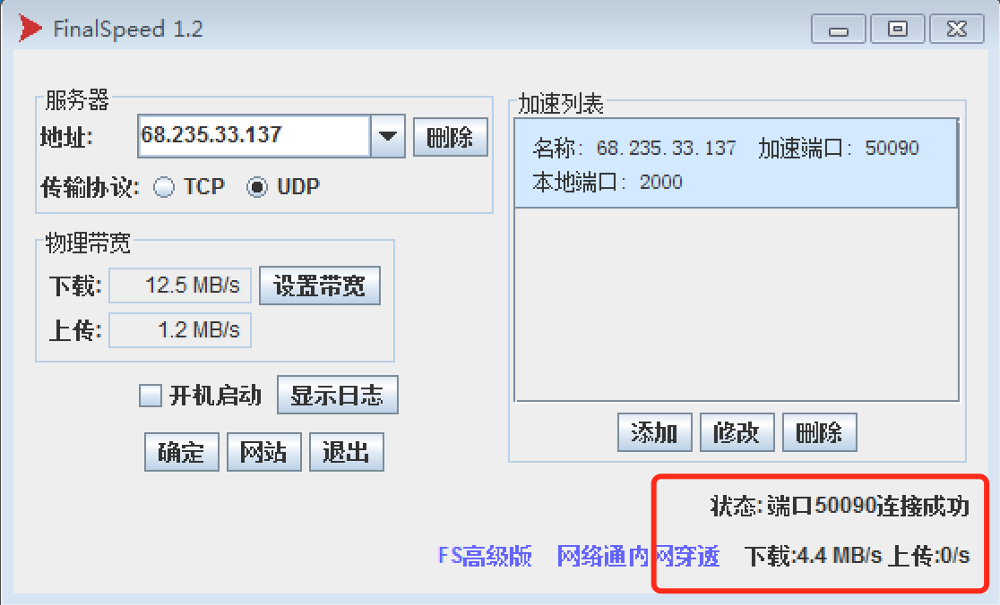 FinalSpeed 1.2
服务器
地址: 68.235.33.137 删除
传输协议: TCP UDP
物理带宽
下载: 12.5 MB/s 设置带宽
上传: 1.2 MB/s
开机启动 显示日志
确定 网站 退出
加速列表
名称: 68.235.33.137 加速端口: 50090
本地端口: 2000
添加 修改 删除
状态:端口50090连接成功
FS高级版 网络通内网穿透 下载:4.4 MB/s 上传:0/s